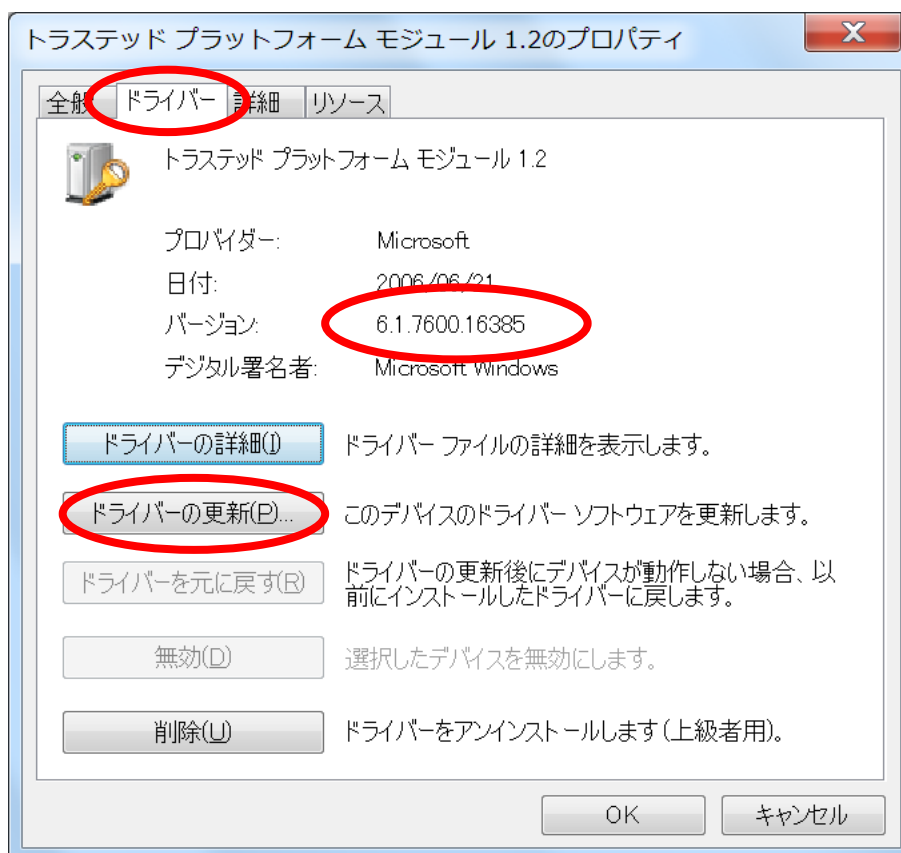 トラステッド プラットフォーム モジュール 1.2のプロパティ
全般 ドライバー 詳細 リソース
トラステッド プラットフォーム モジュール 1.2
プロバイダー: Microsoft
日付: 2006/06/21
バージョン: 6.1.7600.16385
デジタル署名者: Microsoft Windows
ドライバーの詳細(I) ドライバー ファイルの詳細を表示します。
ドライバーの更新(P)... このデバイスのドライバー ソフトウェアを更新します。
ドライバーを元に戻す(R) ドライバーの更新後にデバイスが動作しない場合、以
前にインストールしたドライバーに戻します。
無効(D) 選択したデバイスを無効にします。
削除(U) ドライバーをアンインストールします(上級者用)。
OK キャンセル